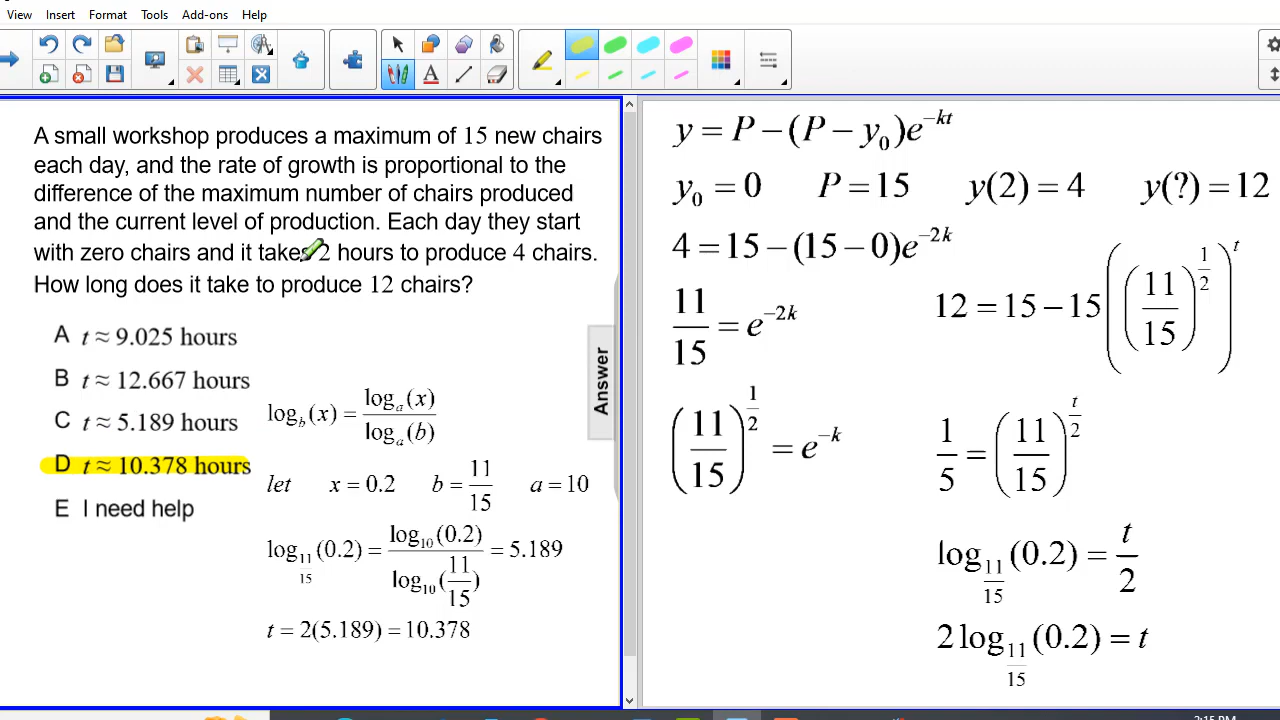 View Insert Format Tools Add-ons Help
A small workshop produces a maximum of 15 new chairs
each day, and the rate of growth is proportional to the
difference of the maximum number of chairs produced
and the current level of production. Each day they start
with zero chairs and it takes 2 hours to produce 4 chairs.
How long does it take to produce 12 chairs?
A t ≈ 9.025 hours
B t ≈ 12.667 hours
C t ≈ 5.189 hours
D t ≈ 10.378 hours
E I need help
log_b(x) = log_a(x) / log_a(b)
let x = 0.2 b = 11/15 a = 10
log_{11/15}(0.2) = log_{10}(0.2) / log_{10}(11/15) = 5.189
t = 2(5.189) = 10.378
Answer
y = P − (P − y_0)e^{−kt}
y_0 = 0 P = 15 y(2) = 4 y(?) = 12
4 = 15 − (15 − 0)e^{−2k}
11/15 = e^{−2k}
(11/15)^{1/2} = e^{−k}
12 = 15 − 15((11/15)^{1/2})^t
1/5 = (11/15)^{t/2}
log_{11/15}(0.2) = t/2
2 log_{11/15}(0.2) = t